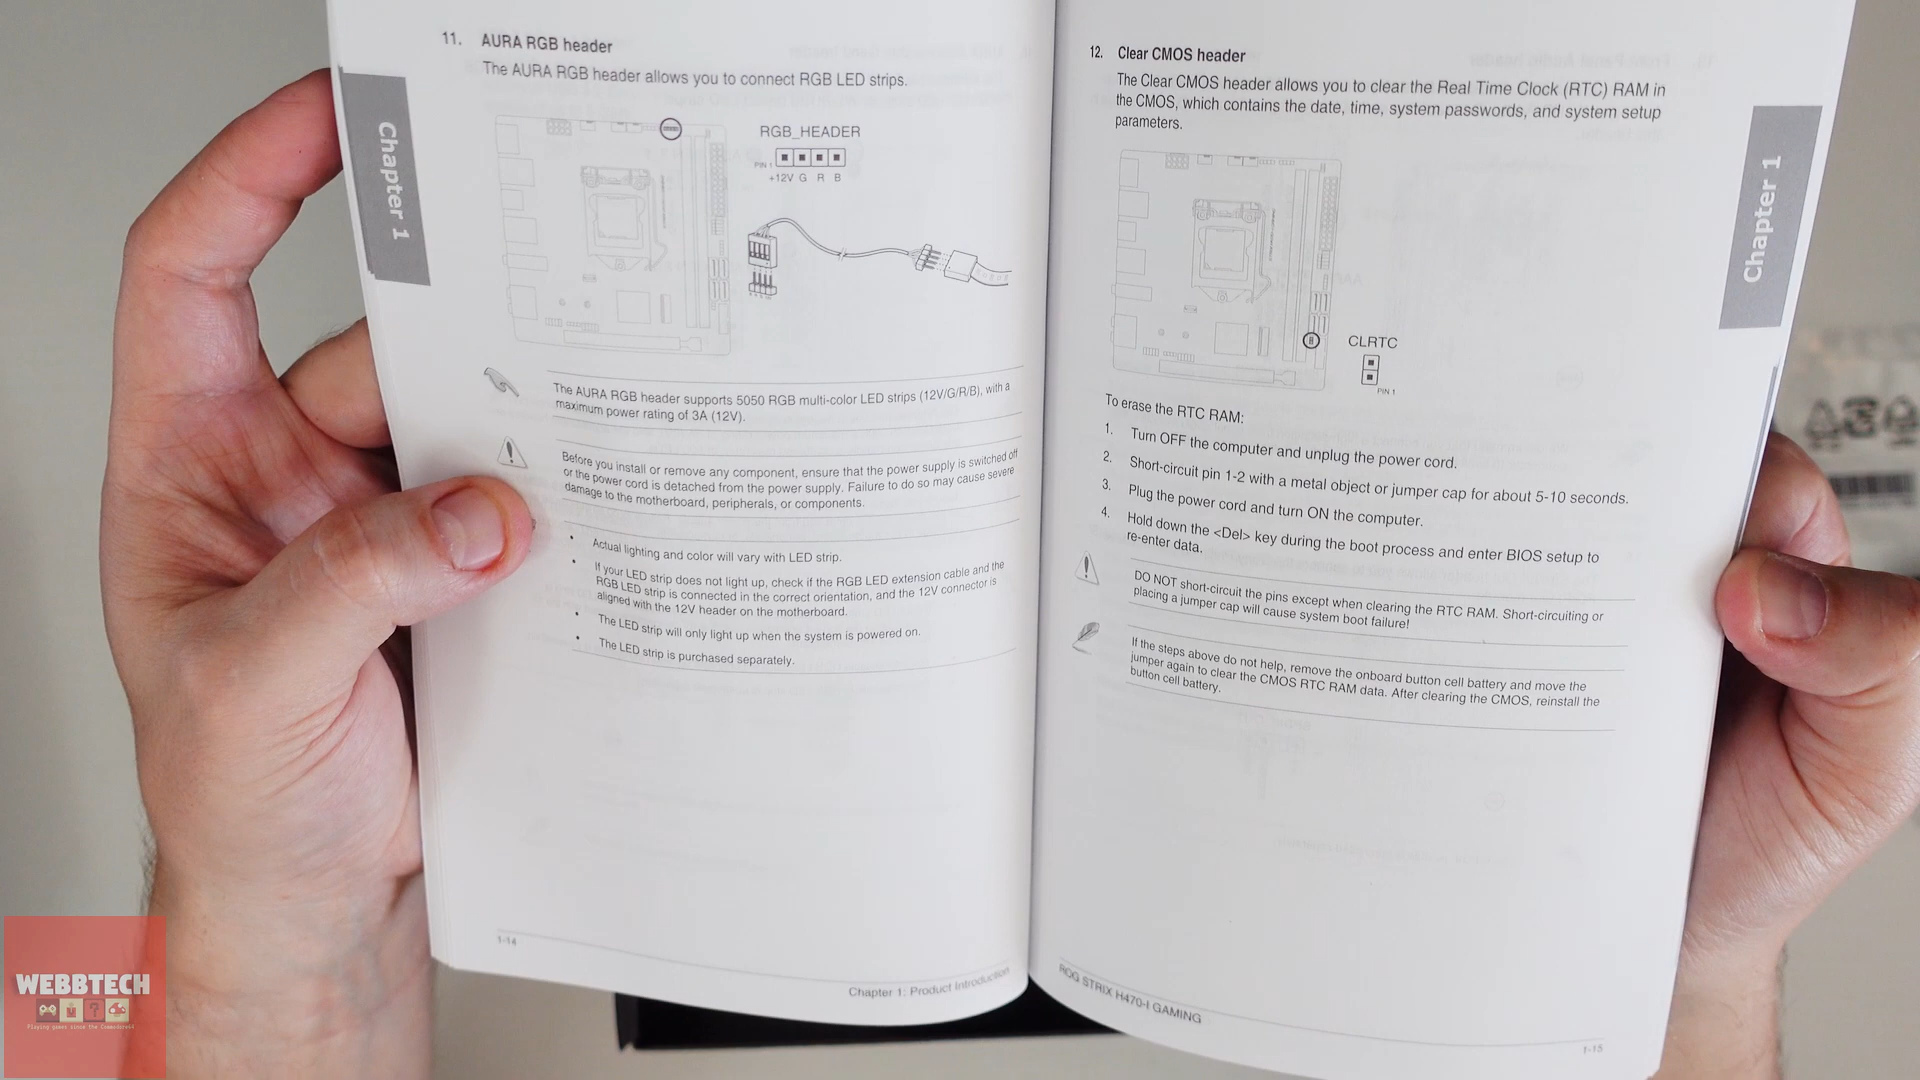 11. AURA RGB header
The AURA RGB header allows you to connect RGB LED strips.
RGB_HEADER
PIN 1
+12V G R B
The AURA RGB header supports 5050 RGB multi-color LED strips (12V/G/R/B), with a
maximum power rating of 3A (12V).
Before you install or remove any component, ensure that the power supply is switched off
or the power cord is detached from the power supply. Failure to do so may cause severe
damage to the motherboard, peripherals, or components.
• Actual lighting and color will vary with LED strip.
• If your LED strip does not light up, check if the RGB LED extension cable and the
RGB LED strip is connected in the correct orientation, and the 12V connector is
aligned with the 12V header on the motherboard.
• The LED strip will only light up when the system is powered on.
• The LED strip is purchased separately.
1-14
Chapter 1: Product Introduction
Chapter 1
12. Clear CMOS header
The Clear CMOS header allows you to clear the Real Time Clock (RTC) RAM in
the CMOS, which contains the date, time, system passwords, and system setup
parameters.
CLRTC
PIN 1
To erase the RTC RAM:
1. Turn OFF the computer and unplug the power cord.
2. Short-circuit pin 1-2 with a metal object or jumper cap for about 5-10 seconds.
3. Plug the power cord and turn ON the computer.
4. Hold down the <Del> key during the boot process and enter BIOS setup to
re-enter data.
DO NOT short-circuit the pins except when clearing the RTC RAM. Short-circuiting or
placing a jumper cap will cause system boot failure!
If the steps above do not help, remove the onboard button cell battery and move the
jumper again to clear the CMOS RTC RAM data. After clearing the CMOS, reinstall the
button cell battery.
ROG STRIX H470-I GAMING
1-15
Chapter 1
WEBBTECH
Playing games since the Commodore64